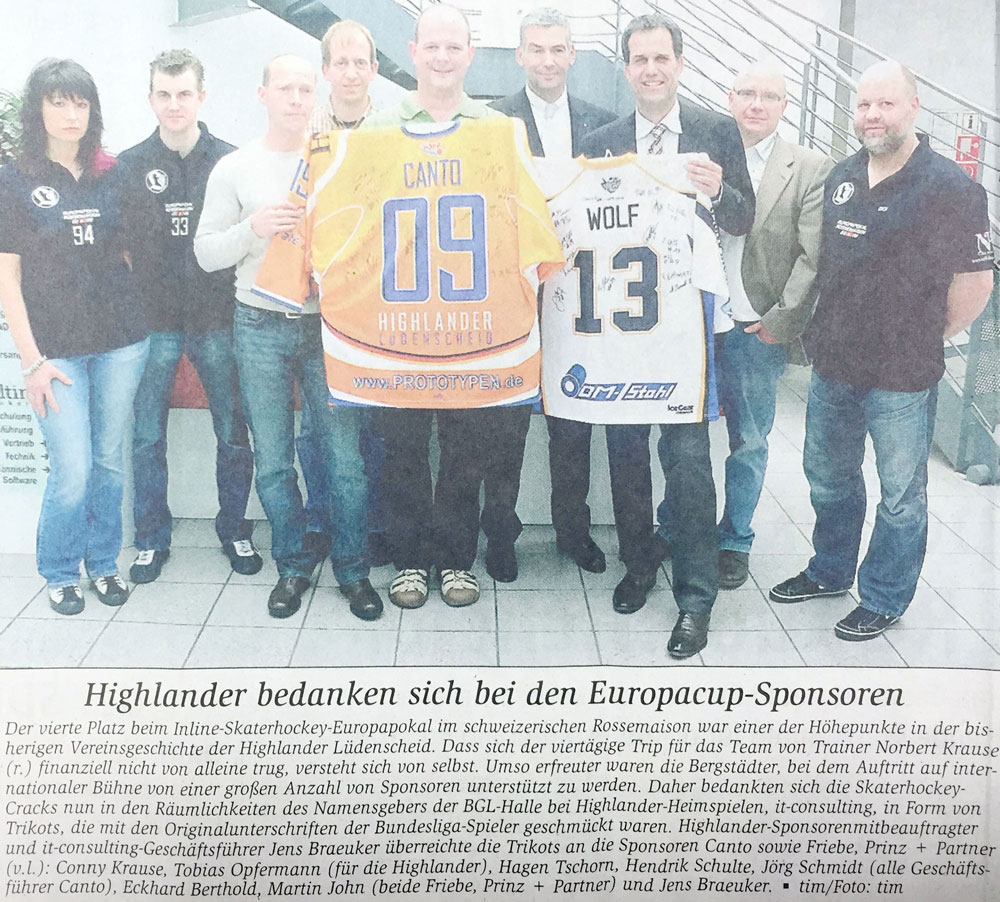 94
33
CANTO
09
HIGHLANDER
LÜDENSCHEID
www.PROTOTYPEN.de
WOLF
13
Stahl
IceGear
Schulung
Vertrieb
Technik
Software
Highlander bedanken sich bei den Europacup-Sponsoren
Der vierte Platz beim Inline-Skaterhockey-Europapokal im schweizerischen Rossemaison war einer der Höhepunkte in der bis-
herigen Vereinsgeschichte der Highlander Lüdenscheid. Dass sich der viertägige Trip für das Team von Trainer Norbert Krause
(r.) finanziell nicht von alleine trug, versteht sich von selbst. Umso erfreuter waren die Bergstädter, bei dem Auftritt auf inter-
nationaler Bühne von einer großen Anzahl von Sponsoren unterstützt zu werden. Daher bedankten sich die Skaterhockey-
Cracks nun in den Räumlichkeiten des Namensgebers der BGL-Halle bei Highlander-Heimspielen, it-consulting, in Form von
Trikots, die mit den Originalunterschriften der Bundesliga-Spieler geschmückt waren. Highlander-Sponsorenmitbeauftragter
und it-consulting-Geschäftsführer Jens Braeuker überreichte die Trikots an die Sponsoren Canto sowie Friebe, Prinz + Partner
(v.l.): Conny Krause, Tobias Opfermann (für die Highlander), Hagen Tschorn, Hendrik Schulte, Jörg Schmidt (alle Geschäfts-
führer Canto), Eckhard Berthold, Martin John (beide Friebe, Prinz + Partner) und Jens Braeuker. ▪ tim/Foto: tim